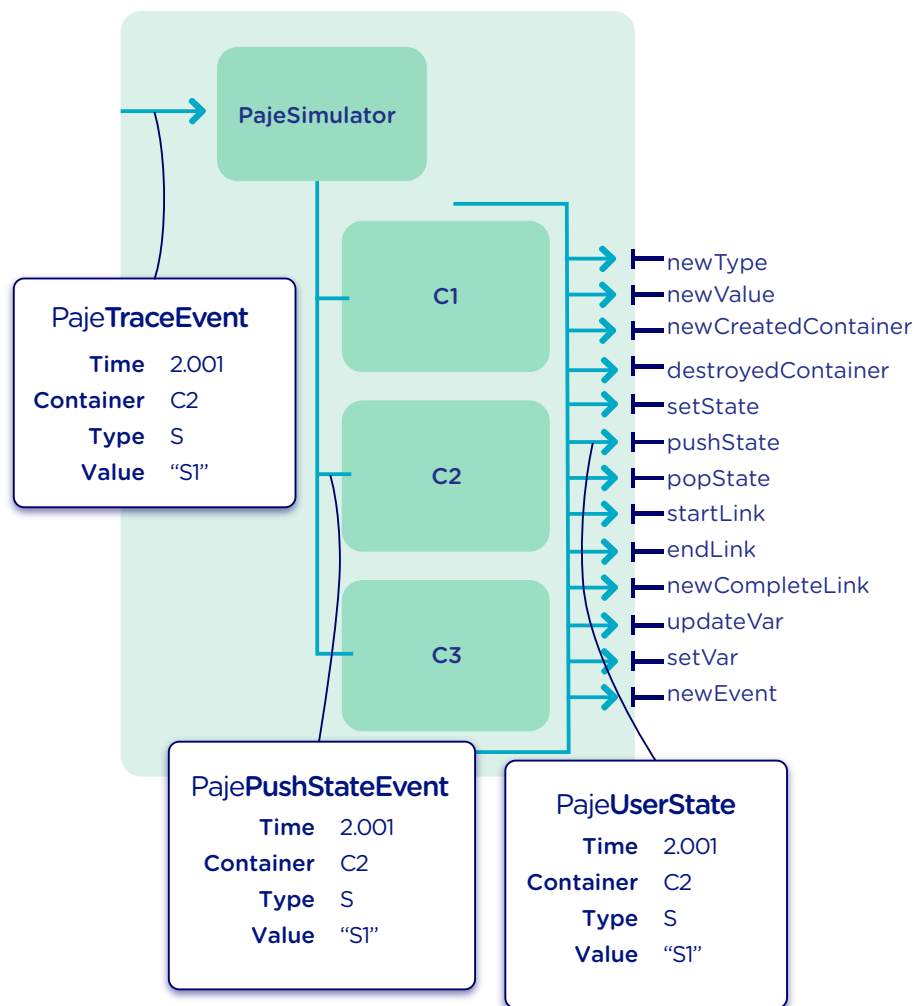 PajeSimulator
C1
C2
C3
newType
newValue
newCreatedContainer
destroyedContainer
setState
pushState
popState
startLink
endLink
newCompleteLink
updateVar
setVar
newEvent
PajeTraceEvent
Time 2.001
Container C2
Type S
Value “S1”
PajePushStateEvent
Time 2.001
Container C2
Type S
Value “S1”
PajeUserState
Time 2.001
Container C2
Type S
Value “S1”